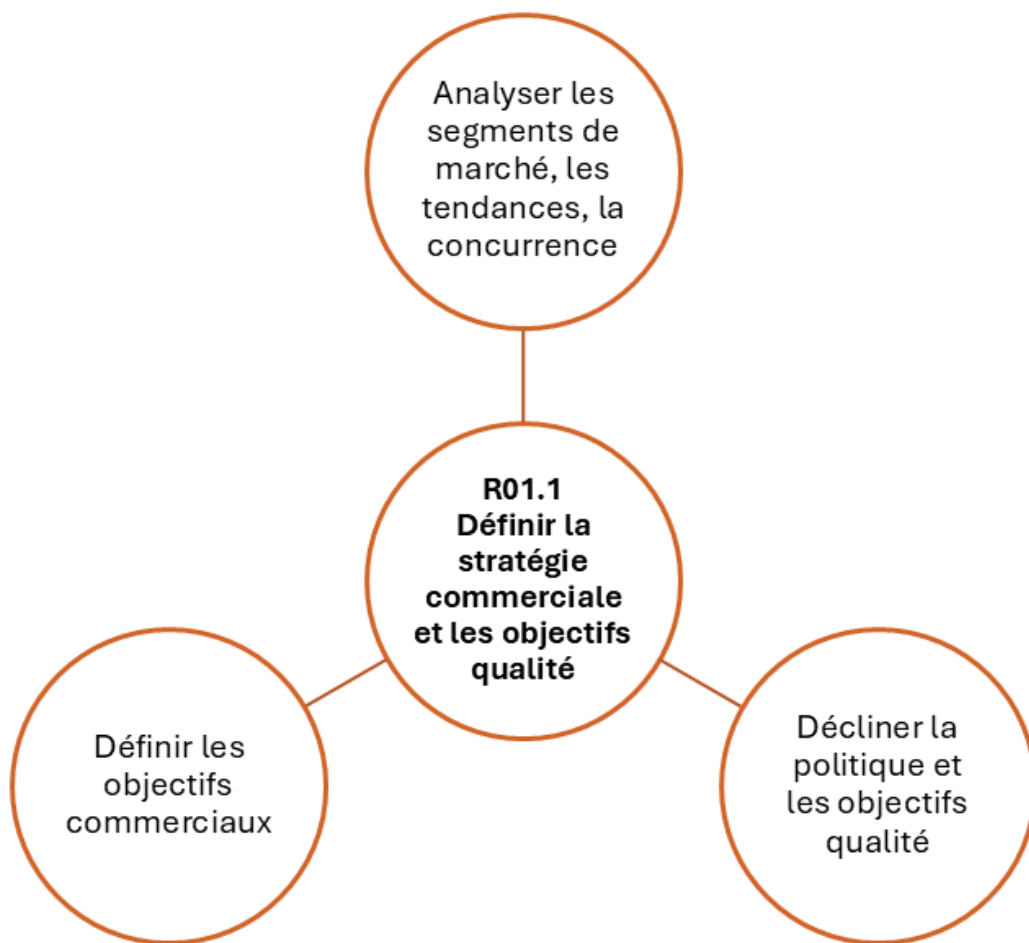 Analyser les
segments de
marché, les
tendances, la
concurrence
R01.1
Définir la
stratégie
commerciale
et les objectifs
qualité
Définir les
objectifs
commerciaux
Décliner la
politique et
les objectifs
qualité